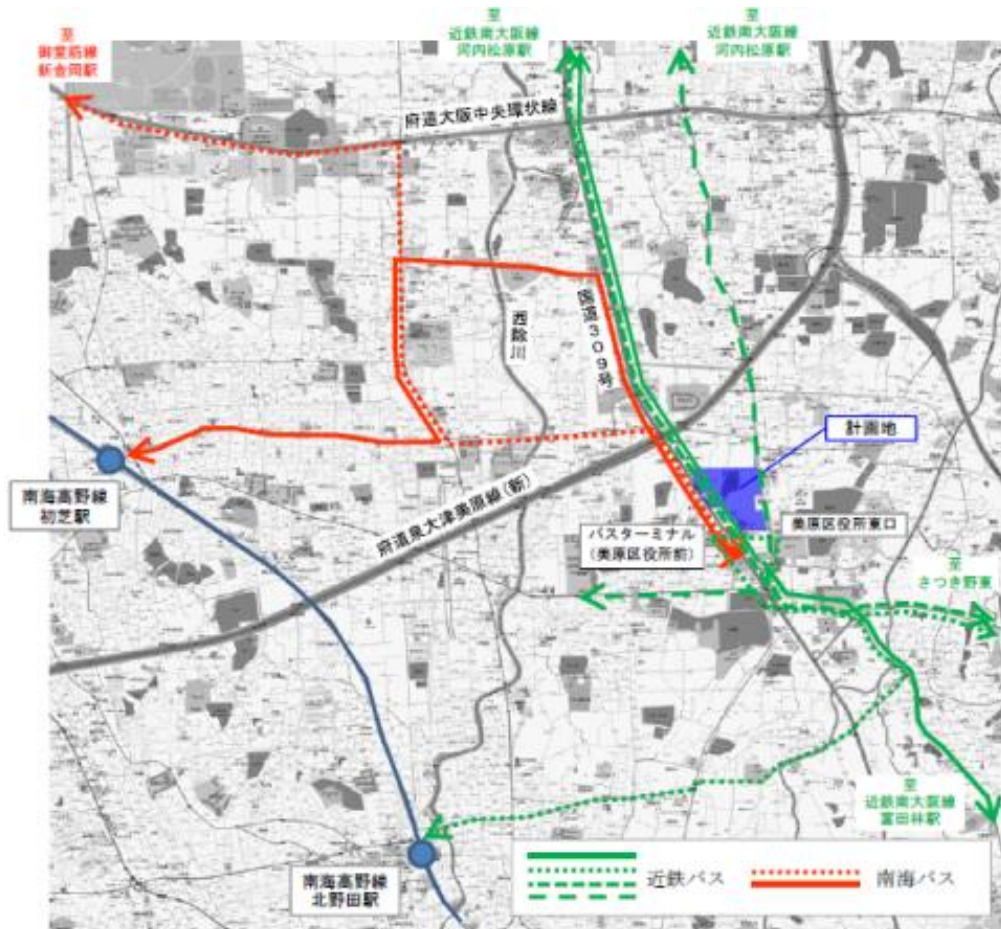 至
御堂筋線
新金岡駅
至
近鉄南大阪線
河内松原駅
至
近鉄南大阪線
河内松原駅
府道大阪中央環状線
西除川
国道309号
計画地
南海高野線
初芝駅
府道泉大津美原線(新)
バスターミナル
(美原区役所前)
美原区役所東口
至
さつき野東
至
近鉄南大阪線
富田林駅
南海高野線
北野田駅
近鉄バス
南海バス